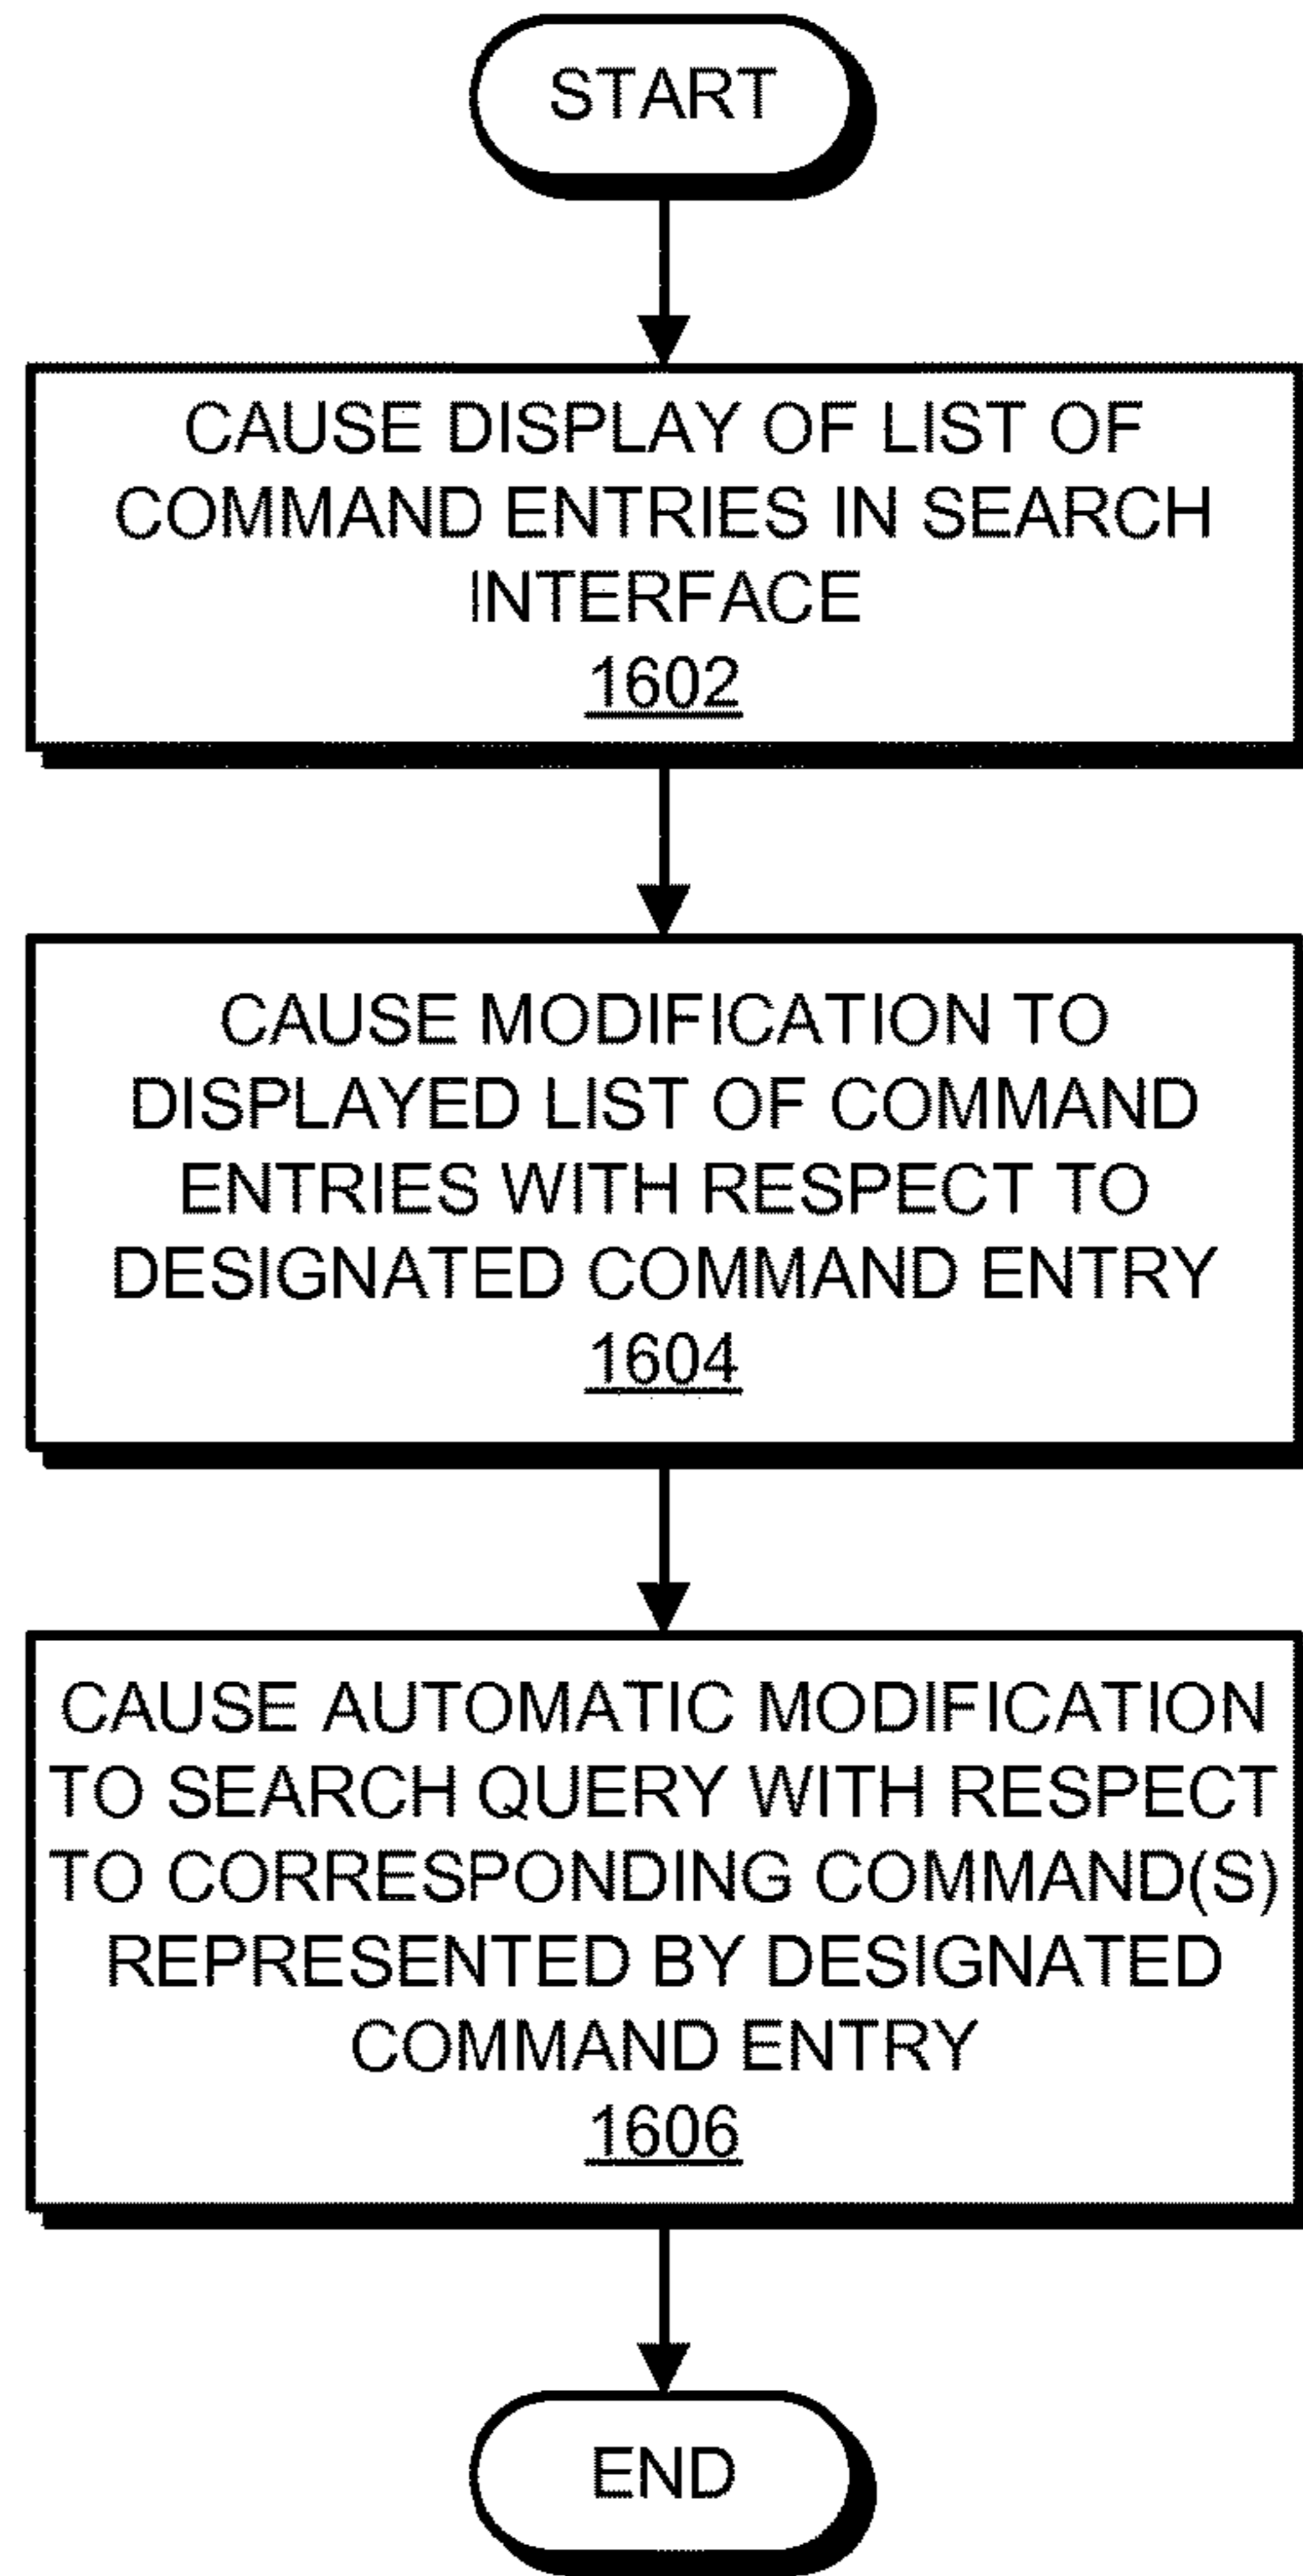 START
CAUSE DISPLAY OF LIST OF
COMMAND ENTRIES IN SEARCH
INTERFACE
1602
CAUSE MODIFICATION TO
DISPLAYED LIST OF COMMAND
ENTRIES WITH RESPECT TO
DESIGNATED COMMAND ENTRY
1604
CAUSE AUTOMATIC MODIFICATION
TO SEARCH QUERY WITH RESPECT
TO CORRESPONDING COMMAND(S)
REPRESENTED BY DESIGNATED
COMMAND ENTRY
1606
END